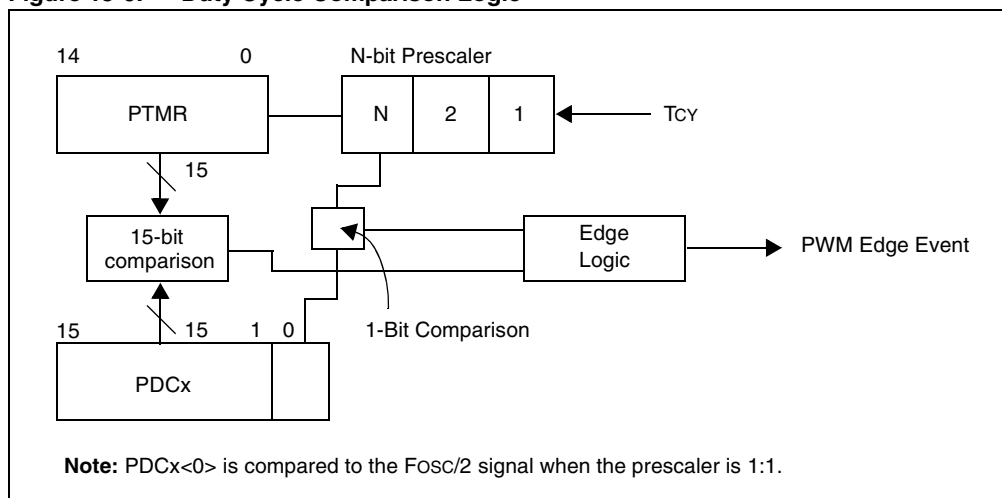 Figure 15-6: Duty Cycle Comparison Logic
14 0 N-bit Prescaler
PTMR N 2 1 TCY
15
15-bit
comparison
Edge
Logic
PWM Edge Event
15 15 1 0 1-Bit Comparison
PDCx
Note: PDCx<0> is compared to the FOSC/2 signal when the prescaler is 1:1.